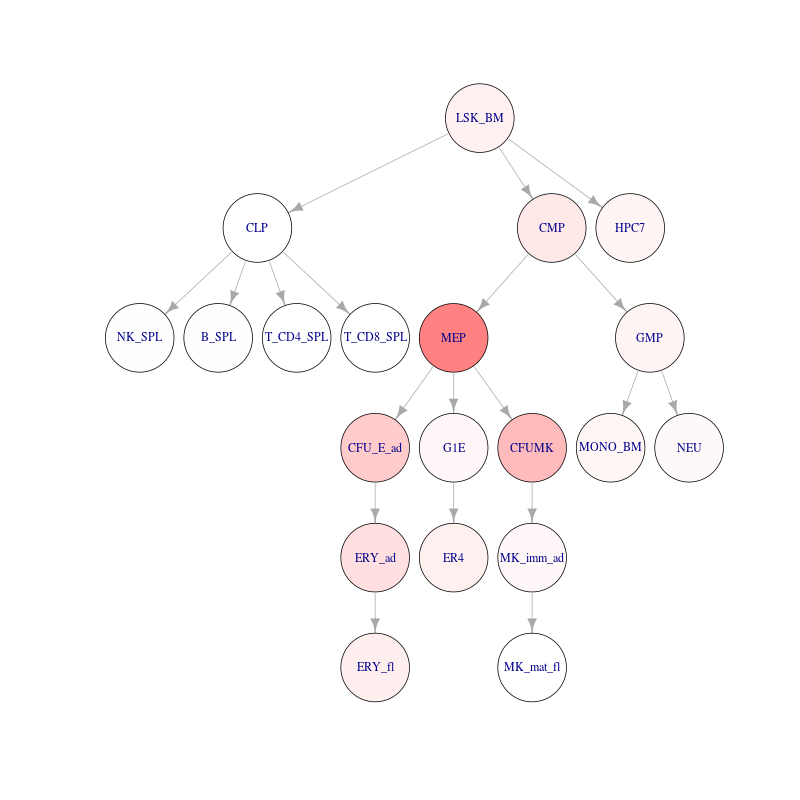 LSK_BM
CLP
CMP
HPC7
NK_SPL
B_SPL
T_CD4_SPL
T_CD8_SPL
MEP
GMP
CFU_E_ad
G1E
CFUMK
MONO_BM
NEU
ERY_ad
ER4
MK_imm_ad
ERY_fl
MK_mat_fl